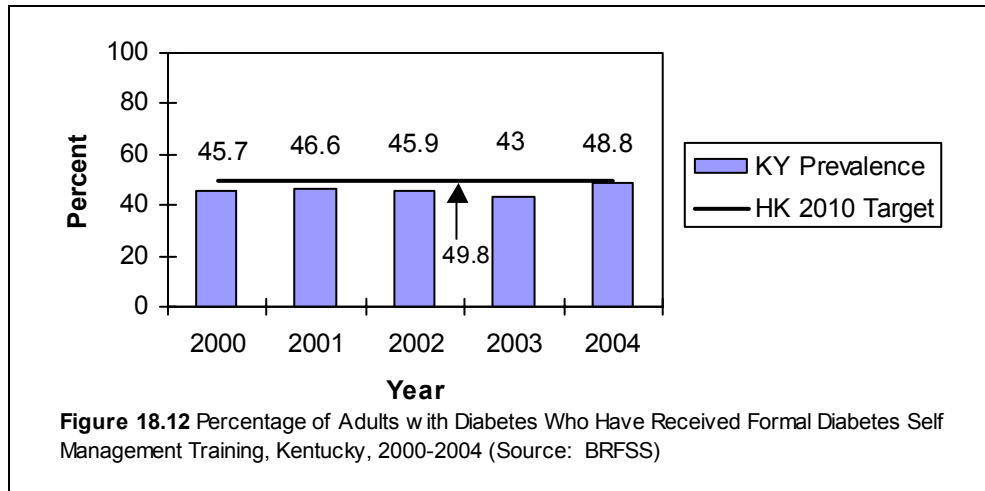 100
80
60
40
20
0
Percent
45.7 46.6 45.9 43 48.8
49.8
2000 2001 2002 2003 2004
Year
KY Prevalence
HK 2010 Target
Figure 18.12 Percentage of Adults with Diabetes Who Have Received Formal Diabetes Self
Management Training, Kentucky, 2000-2004 (Source: BRFSS)